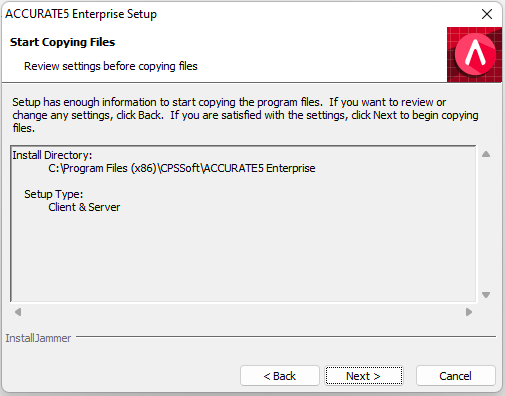 ACCURATE5 Enterprise Setup
Start Copying Files
Review settings before copying files
Setup has enough information to start copying the program files.  If you want to review or
change any settings, click Back.  If you are satisfied with the settings, click Next to begin copying
files.
Install Directory:
C:\Program Files (x86)\CPSSoft\ACCURATE5 Enterprise
Setup Type:
Client & Server
InstallJammer
< Back
Next >
Cancel